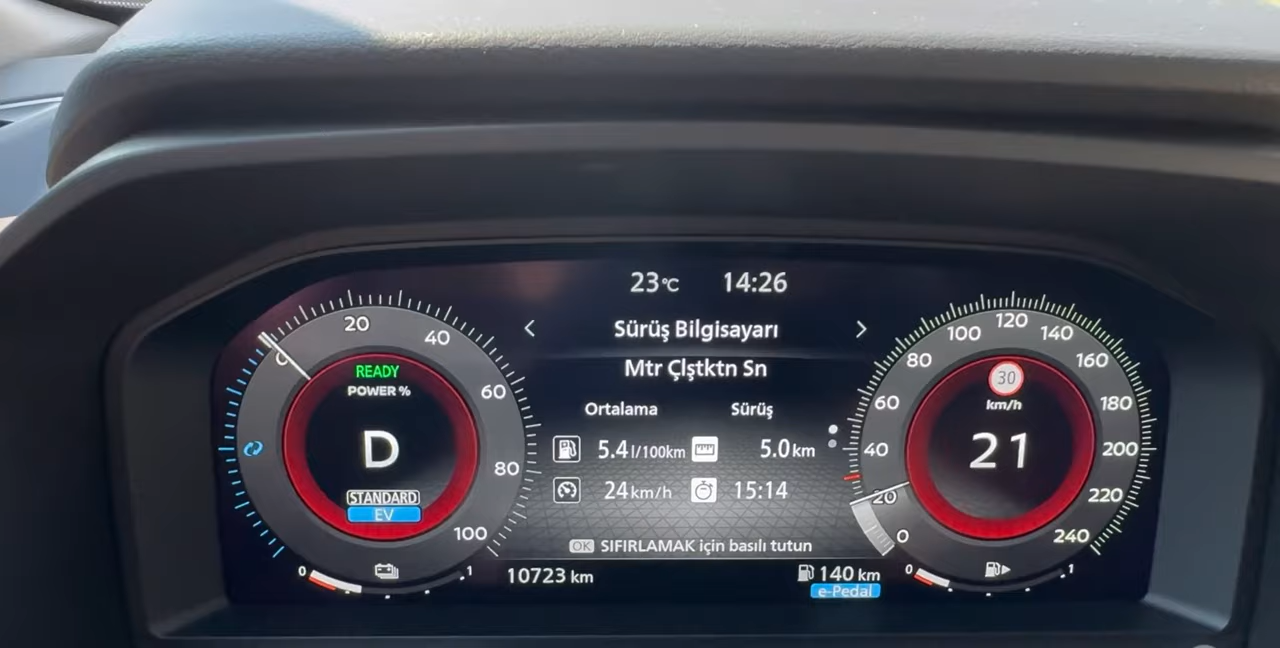 23°C 14:26
< Sürüş Bilgisayarı >
Mtr Çlştktn Sn
Ortalama Sürüş
5.4 l/100km 5.0 km
24 km/h 15:14
OK SIFIRLAMAK için basılı tutun
10723 km
140 km
e-Pedal
0 20 40 60 80 100
READY
POWER %
D
STANDARD
EV
0 1
0 20 40 60 80 100 120 140 160 180 200 220 240
30
km/h
21
0 1